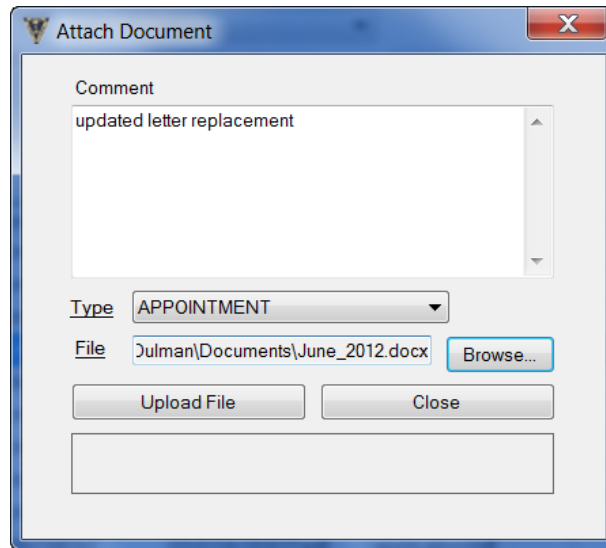 Attach Document
Comment
updated letter replacement
Type APPOINTMENT
File Dulman\Documents\June_2012.docx Browse...
Upload File Close